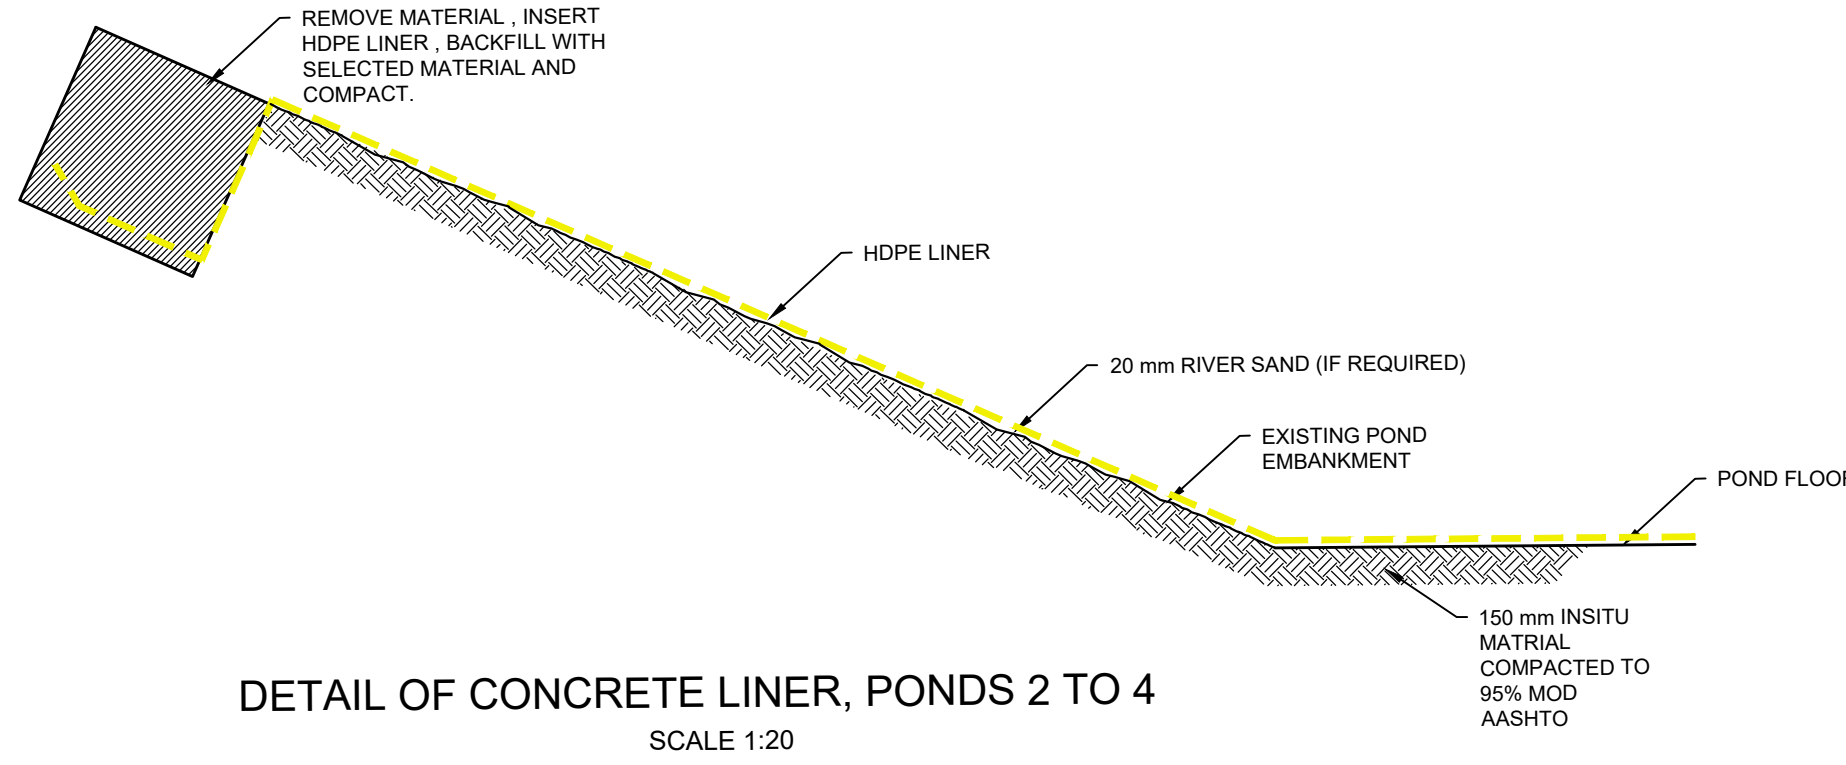 REMOVE MATERIAL , INSERT
HDPE LINER , BACKFILL WITH
SELECTED MATERIAL AND
COMPACT.
HDPE LINER
20 mm RIVER SAND (IF REQUIRED)
EXISTING POND
EMBANKMENT
POND FLOOR
150 mm INSITU
MATRIAL
COMPACTED TO
95% MOD
AASHTO
DETAIL OF CONCRETE LINER, PONDS 2 TO 4
SCALE 1:20